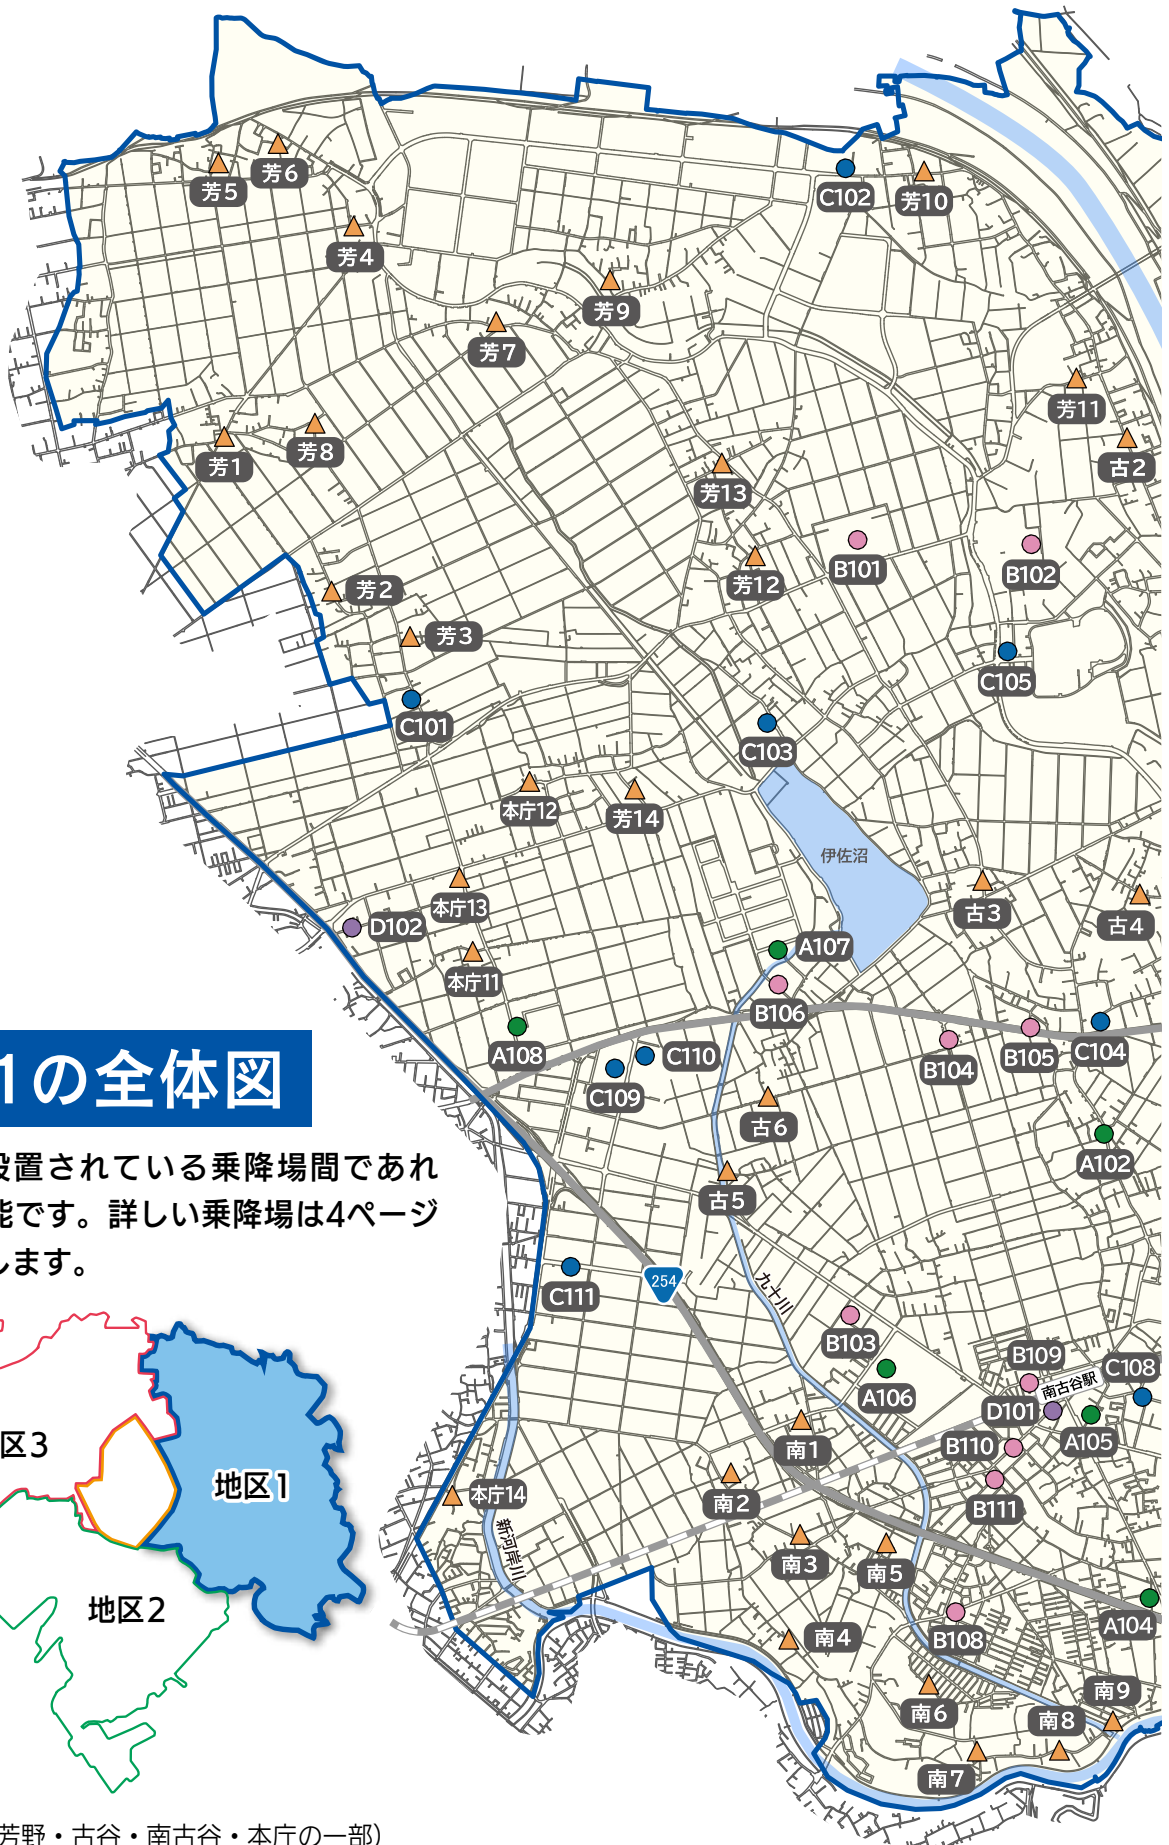 芳6
芳5
C102
芳10
芳4
芳9
芳7
芳11
芳8
芳1
古2
芳13
B101
B102
芳12
芳2
芳3
C105
C101
C103
本庁12
芳14
伊佐沼
本庁13
古3
古4
D102
A107
本庁11
B106
A108
C110
B104
B105
C104
C109
古6
A102
古5
1の全体図
設置されている乗降場間であれ
能です。詳しい乗降場は4ページ
します。
C111
254
九十川
B103
A106
B109
C108
南古谷駅
D101
A105
B110
B111
南1
南2
本庁14
新河岸川
南3
南5
A104
B108
南4
南6
南9
南8
南7
区3
地区1
地区2
芳野・古谷・南古谷・本庁の一部)